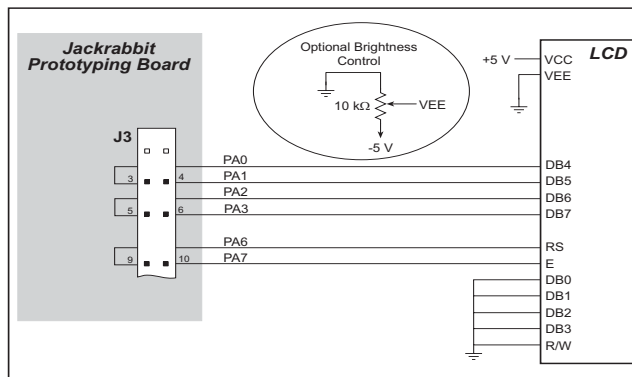 Jackrabbit
Prototyping Board
Optional Brightness
Control
10 kΩ
VEE
-5 V
+5 V
LCD
VCC
VEE
J3
3
4
5
6
9
10
PA0
PA1
PA2
PA3
PA6
PA7
DB4
DB5
DB6
DB7
RS
E
DB0
DB1
DB2
DB3
R/W